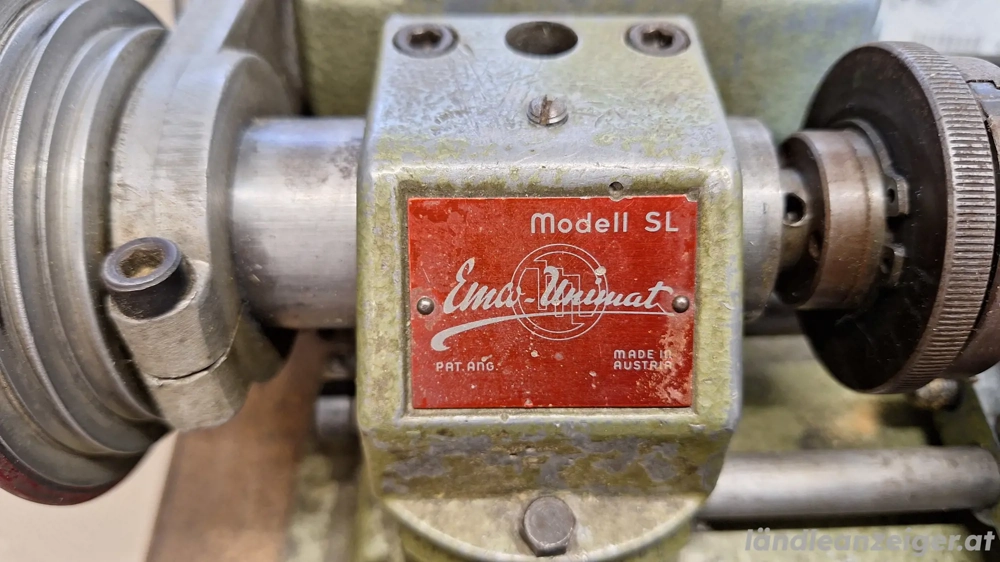 Modell SL
Emco-Unimat
PAT. ANG.
MADE IN
AUSTRIA
ländleanzeiger.at